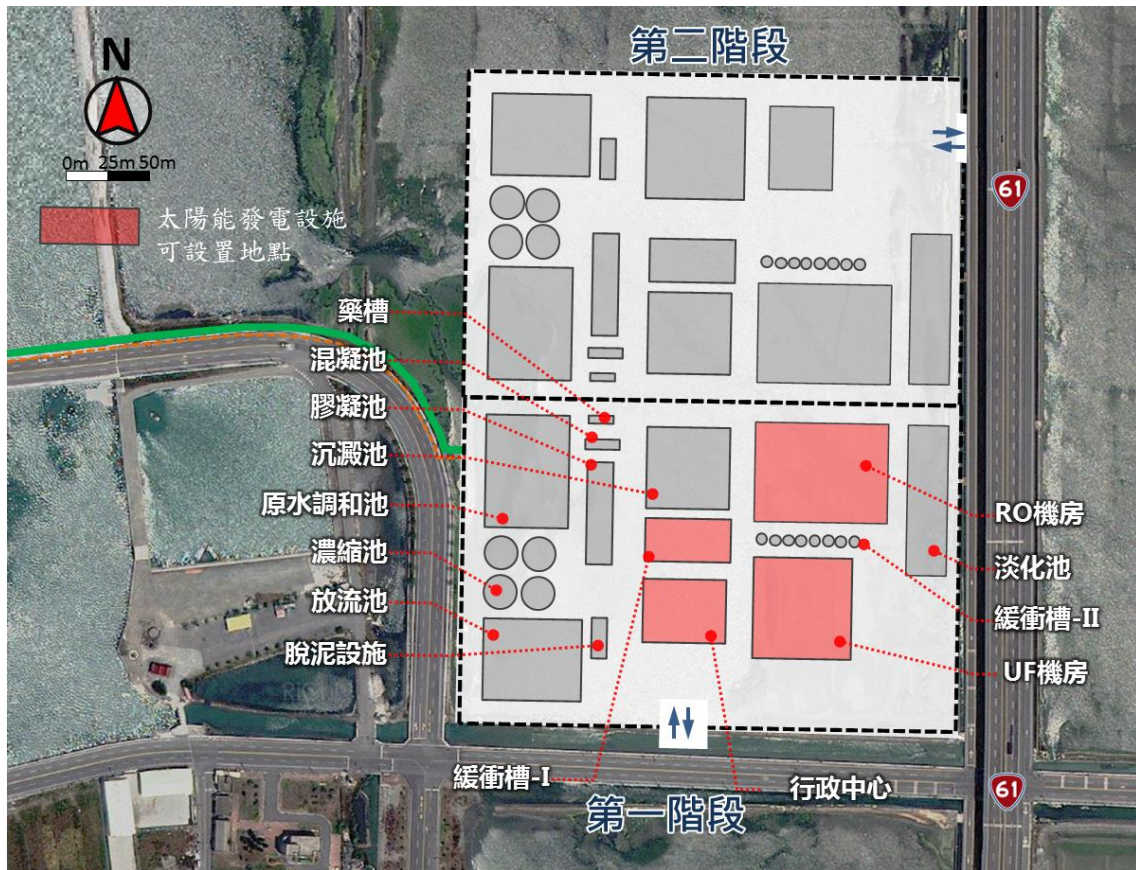 第二階段
N
0m 25m 50m
太陽能發電設施
可設置地點
61
藥槽
混凝池
膠凝池
沉澱池
原水調和池
濃縮池
放流池
脫泥設施
RO機房
淡化池
緩衝槽-II
UF機房
緩衝槽-I
行政中心
第一階段
61